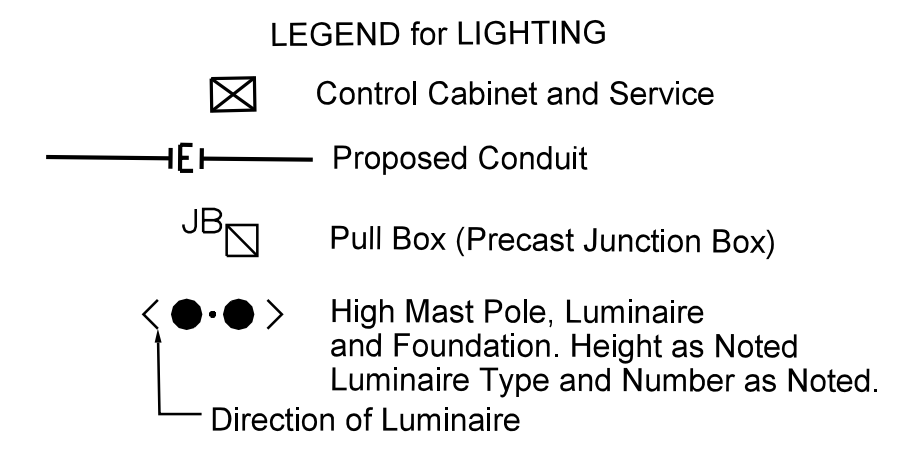 LEGEND for LIGHTING
Control Cabinet and Service
E Proposed Conduit
JB Pull Box (Precast Junction Box)
High Mast Pole, Luminaire
and Foundation. Height as Noted
Luminaire Type and Number as Noted.
Direction of Luminaire